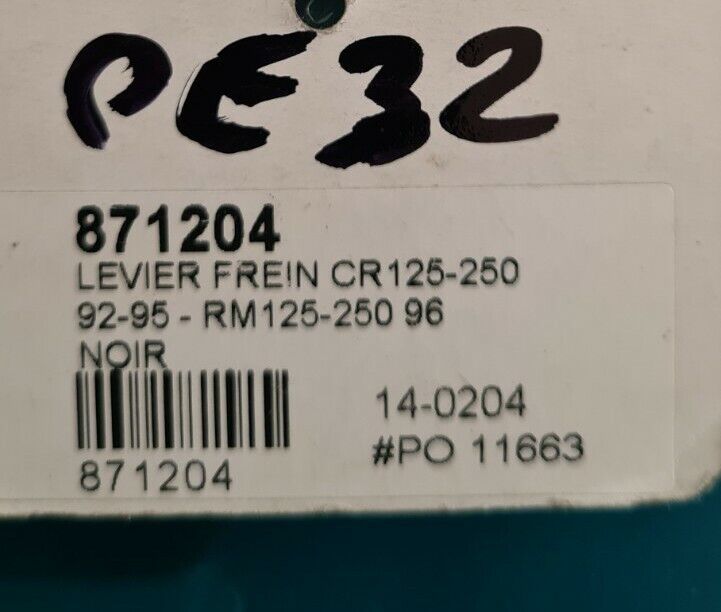 PE32
871204
LEVIER FREIN CR125-250
92-95 - RM125-250 96
NOIR
14-0204
#PO 11663
871204